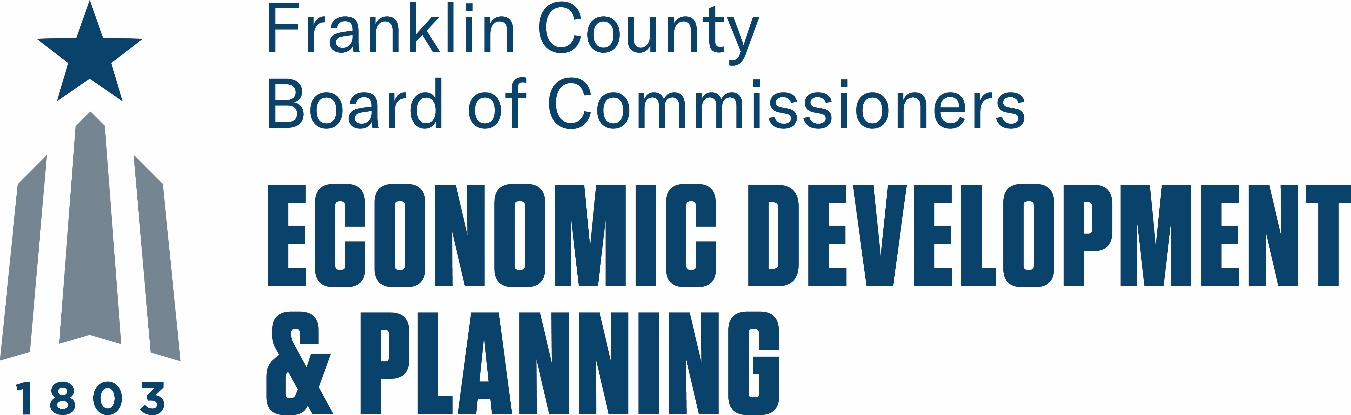 Franklin County
Board of Commissioners
ECONOMIC DEVELOPMENT
& PLANNING
1803